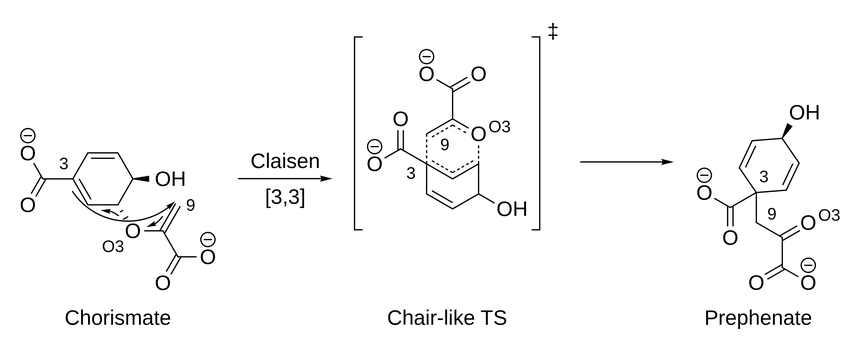 ⊖
O
O
3
OH
9
O
O3
⊖
O
O
Chorismate
Claisen
[3,3]
‡
⊖
O
O
O
⊖
O
9
O
O3
3
OH
Chair-like TS
OH
⊖
O
3
O
9
O
O3
⊖
O
O
Prephenate